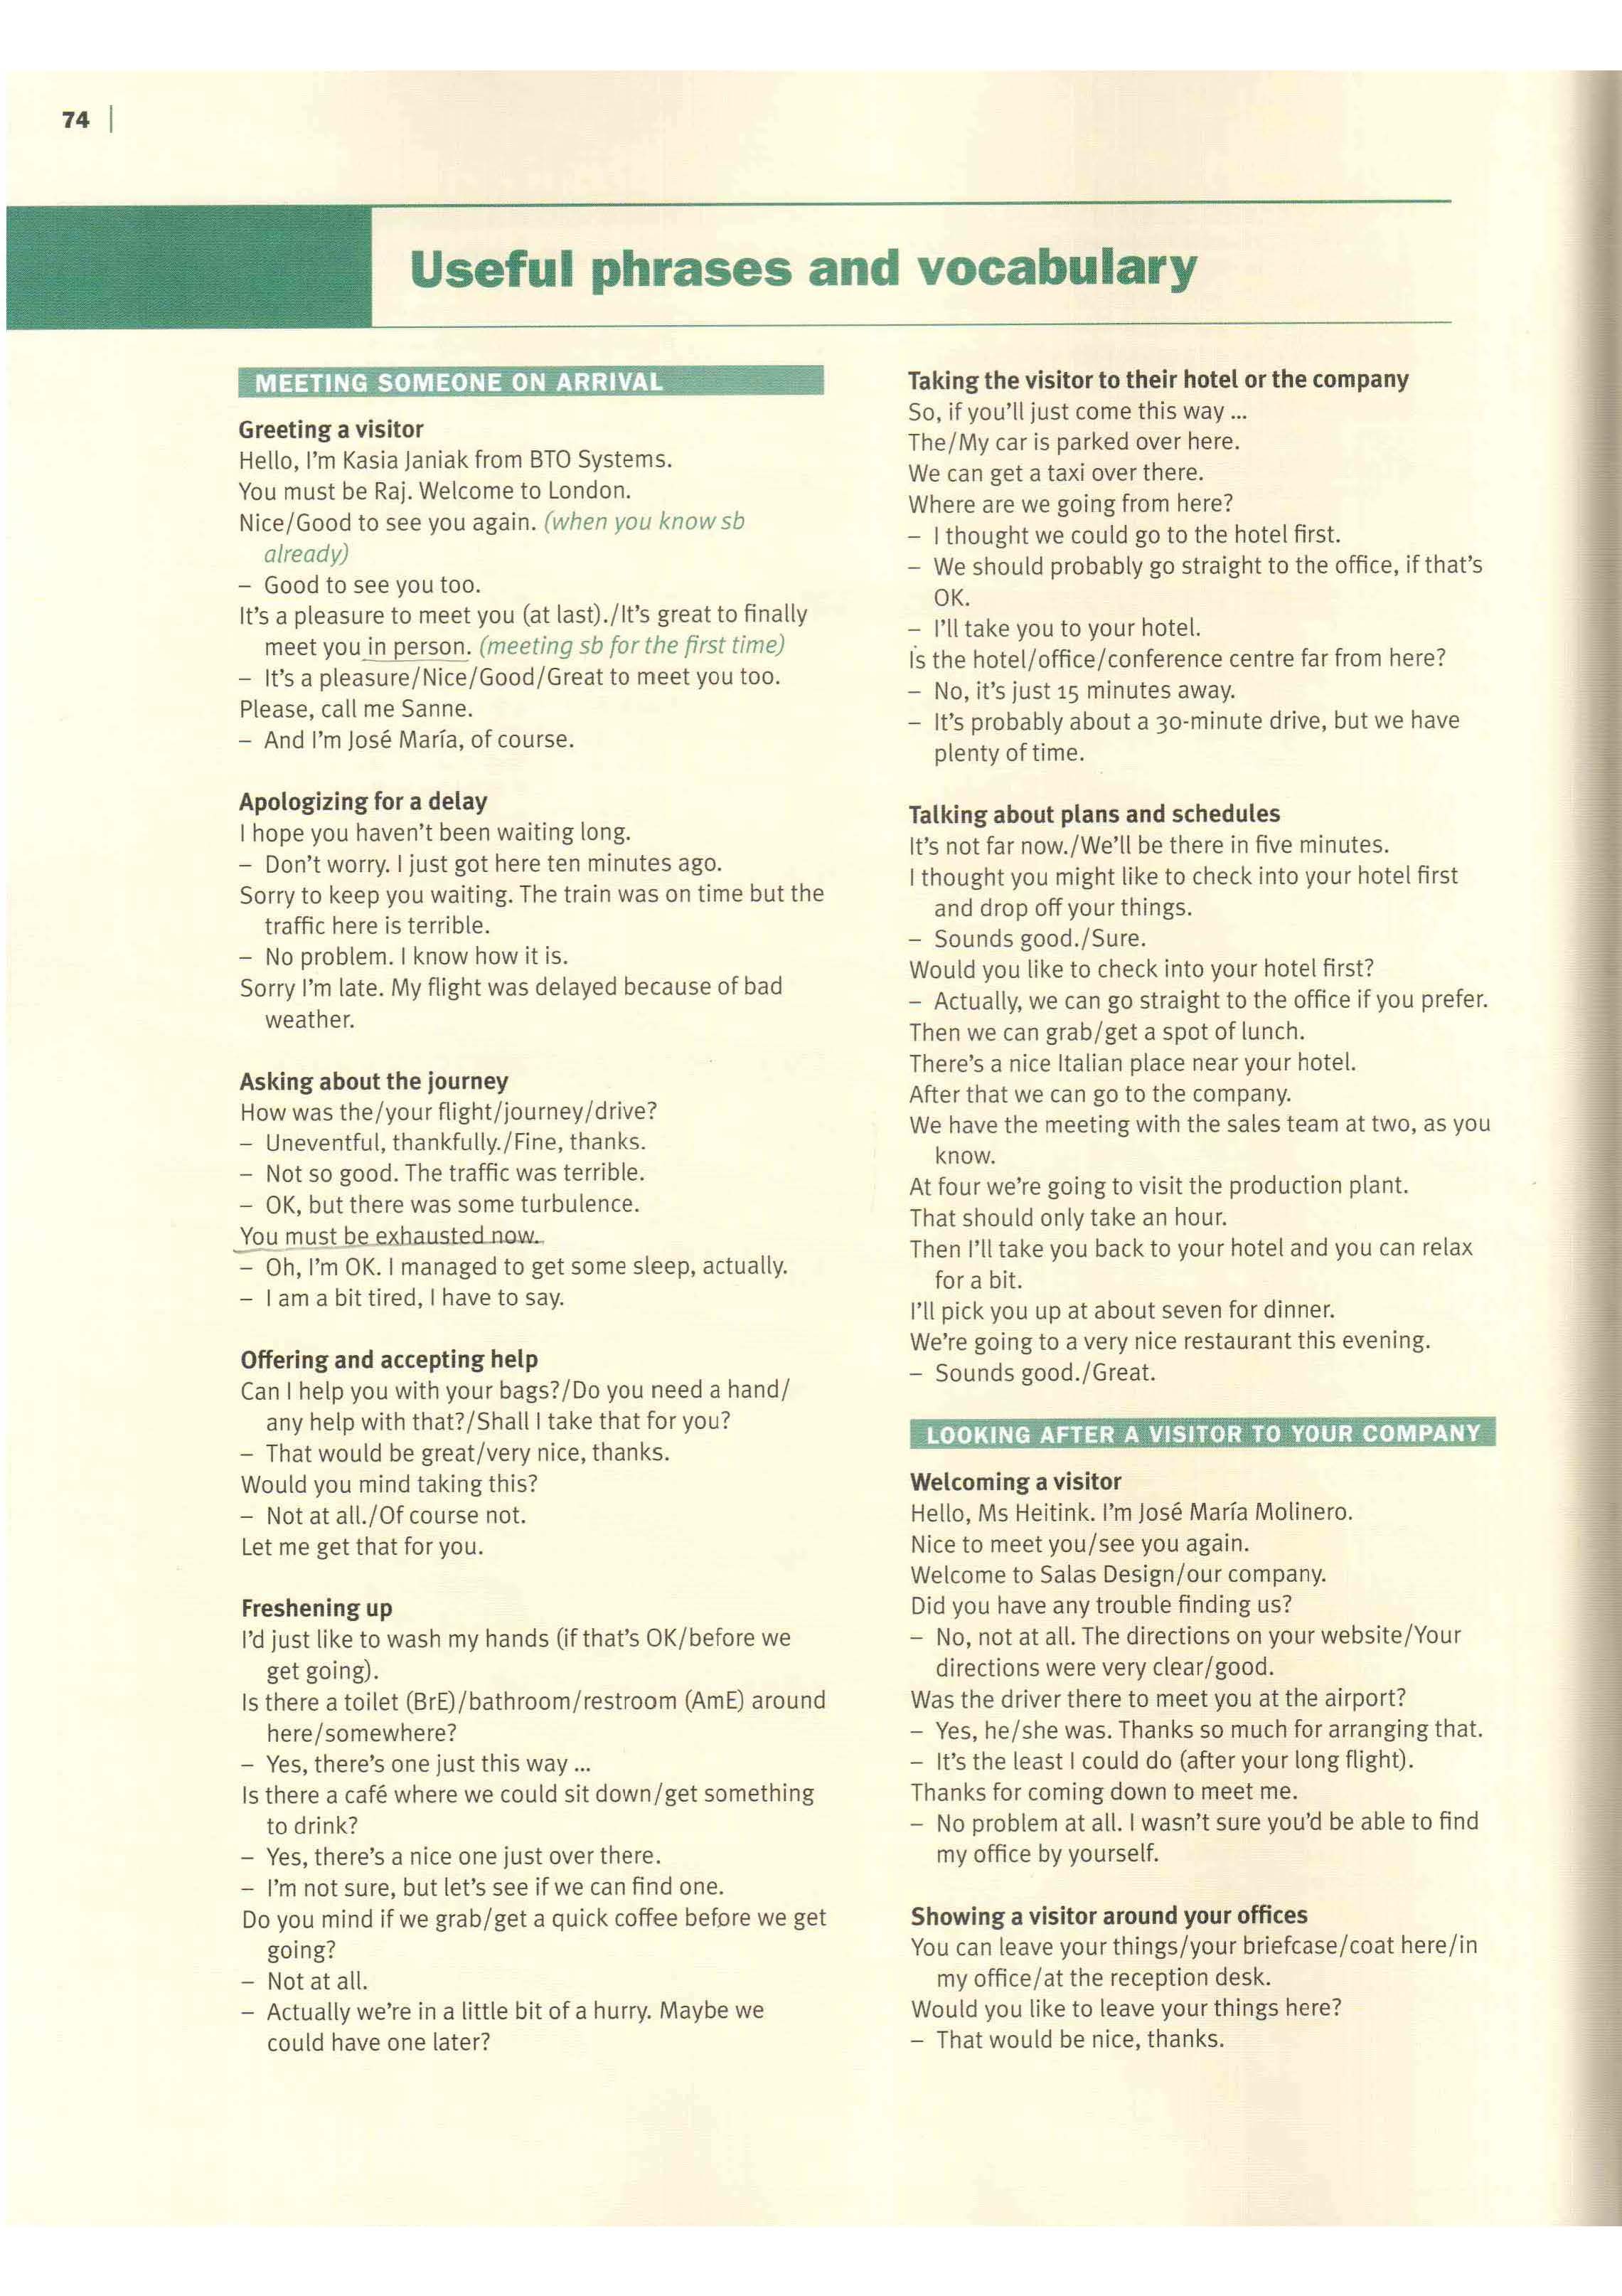 74
Useful phrases and vocabulary
MEETING SOMEONE ON ARRIVAL
Greeting a visitor
Hello, I'm Kasia Janiak from BTO Systems.
You must be Raj. Welcome to London.
Nice/Good to see you again. (when you know sb
already)
– Good to see you too.
It's a pleasure to meet you (at last)./It's great to finally
meet you in person. (meeting sb for the first time)
– It's a pleasure/Nice/Good/Great to meet you too.
Please, call me Sanne.
– And I'm José María, of course.
Apologizing for a delay
I hope you haven't been waiting long.
– Don't worry. I just got here ten minutes ago.
Sorry to keep you waiting. The train was on time but the
traffic here is terrible.
– No problem. I know how it is.
Sorry I'm late. My flight was delayed because of bad
weather.
Asking about the journey
How was the/your flight/journey/drive?
– Uneventful, thankfully./Fine, thanks.
– Not so good. The traffic was terrible.
– OK, but there was some turbulence.
You must be exhausted now.
– Oh, I'm OK. I managed to get some sleep, actually.
– I am a bit tired, I have to say.
Offering and accepting help
Can I help you with your bags?/Do you need a hand/
any help with that?/Shall I take that for you?
– That would be great/very nice, thanks.
Would you mind taking this?
– Not at all./Of course not.
Let me get that for you.
Freshening up
I'd just like to wash my hands (if that's OK/before we
get going).
Is there a toilet (BrE)/bathroom/restroom (AmE) around
here/somewhere?
– Yes, there's one just this way ...
Is there a café where we could sit down/get something
to drink?
– Yes, there's a nice one just over there.
– I'm not sure, but let's see if we can find one.
Do you mind if we grab/get a quick coffee before we get
going?
– Not at all.
– Actually we're in a little bit of a hurry. Maybe we
could have one later?
Taking the visitor to their hotel or the company
So, if you'll just come this way ...
The/My car is parked over here.
We can get a taxi over there.
Where are we going from here?
– I thought we could go to the hotel first.
– We should probably go straight to the office, if that's
OK.
– I'll take you to your hotel.
Is the hotel/office/conference centre far from here?
– No, it's just 15 minutes away.
– It's probably about a 30-minute drive, but we have
plenty of time.
Talking about plans and schedules
It's not far now./We'll be there in five minutes.
I thought you might like to check into your hotel first
and drop off your things.
– Sounds good./Sure.
Would you like to check into your hotel first?
– Actually, we can go straight to the office if you prefer.
Then we can grab/get a spot of lunch.
There's a nice Italian place near your hotel.
After that we can go to the company.
We have the meeting with the sales team at two, as you
know.
At four we're going to visit the production plant.
That should only take an hour.
Then I'll take you back to your hotel and you can relax
for a bit.
I'll pick you up at about seven for dinner.
We're going to a very nice restaurant this evening.
– Sounds good./Great.
LOOKING AFTER A VISITOR TO YOUR COMPANY
Welcoming a visitor
Hello, Ms Heitink. I'm José María Molinero.
Nice to meet you/see you again.
Welcome to Salas Design/our company.
Did you have any trouble finding us?
– No, not at all. The directions on your website/Your
directions were very clear/good.
Was the driver there to meet you at the airport?
– Yes, he/she was. Thanks so much for arranging that.
– It's the least I could do (after your long flight).
Thanks for coming down to meet me.
– No problem at all. I wasn't sure you'd be able to find
my office by yourself.
Showing a visitor around your offices
You can leave your things/your briefcase/coat here/in
my office/at the reception desk.
Would you like to leave your things here?
– That would be nice, thanks.